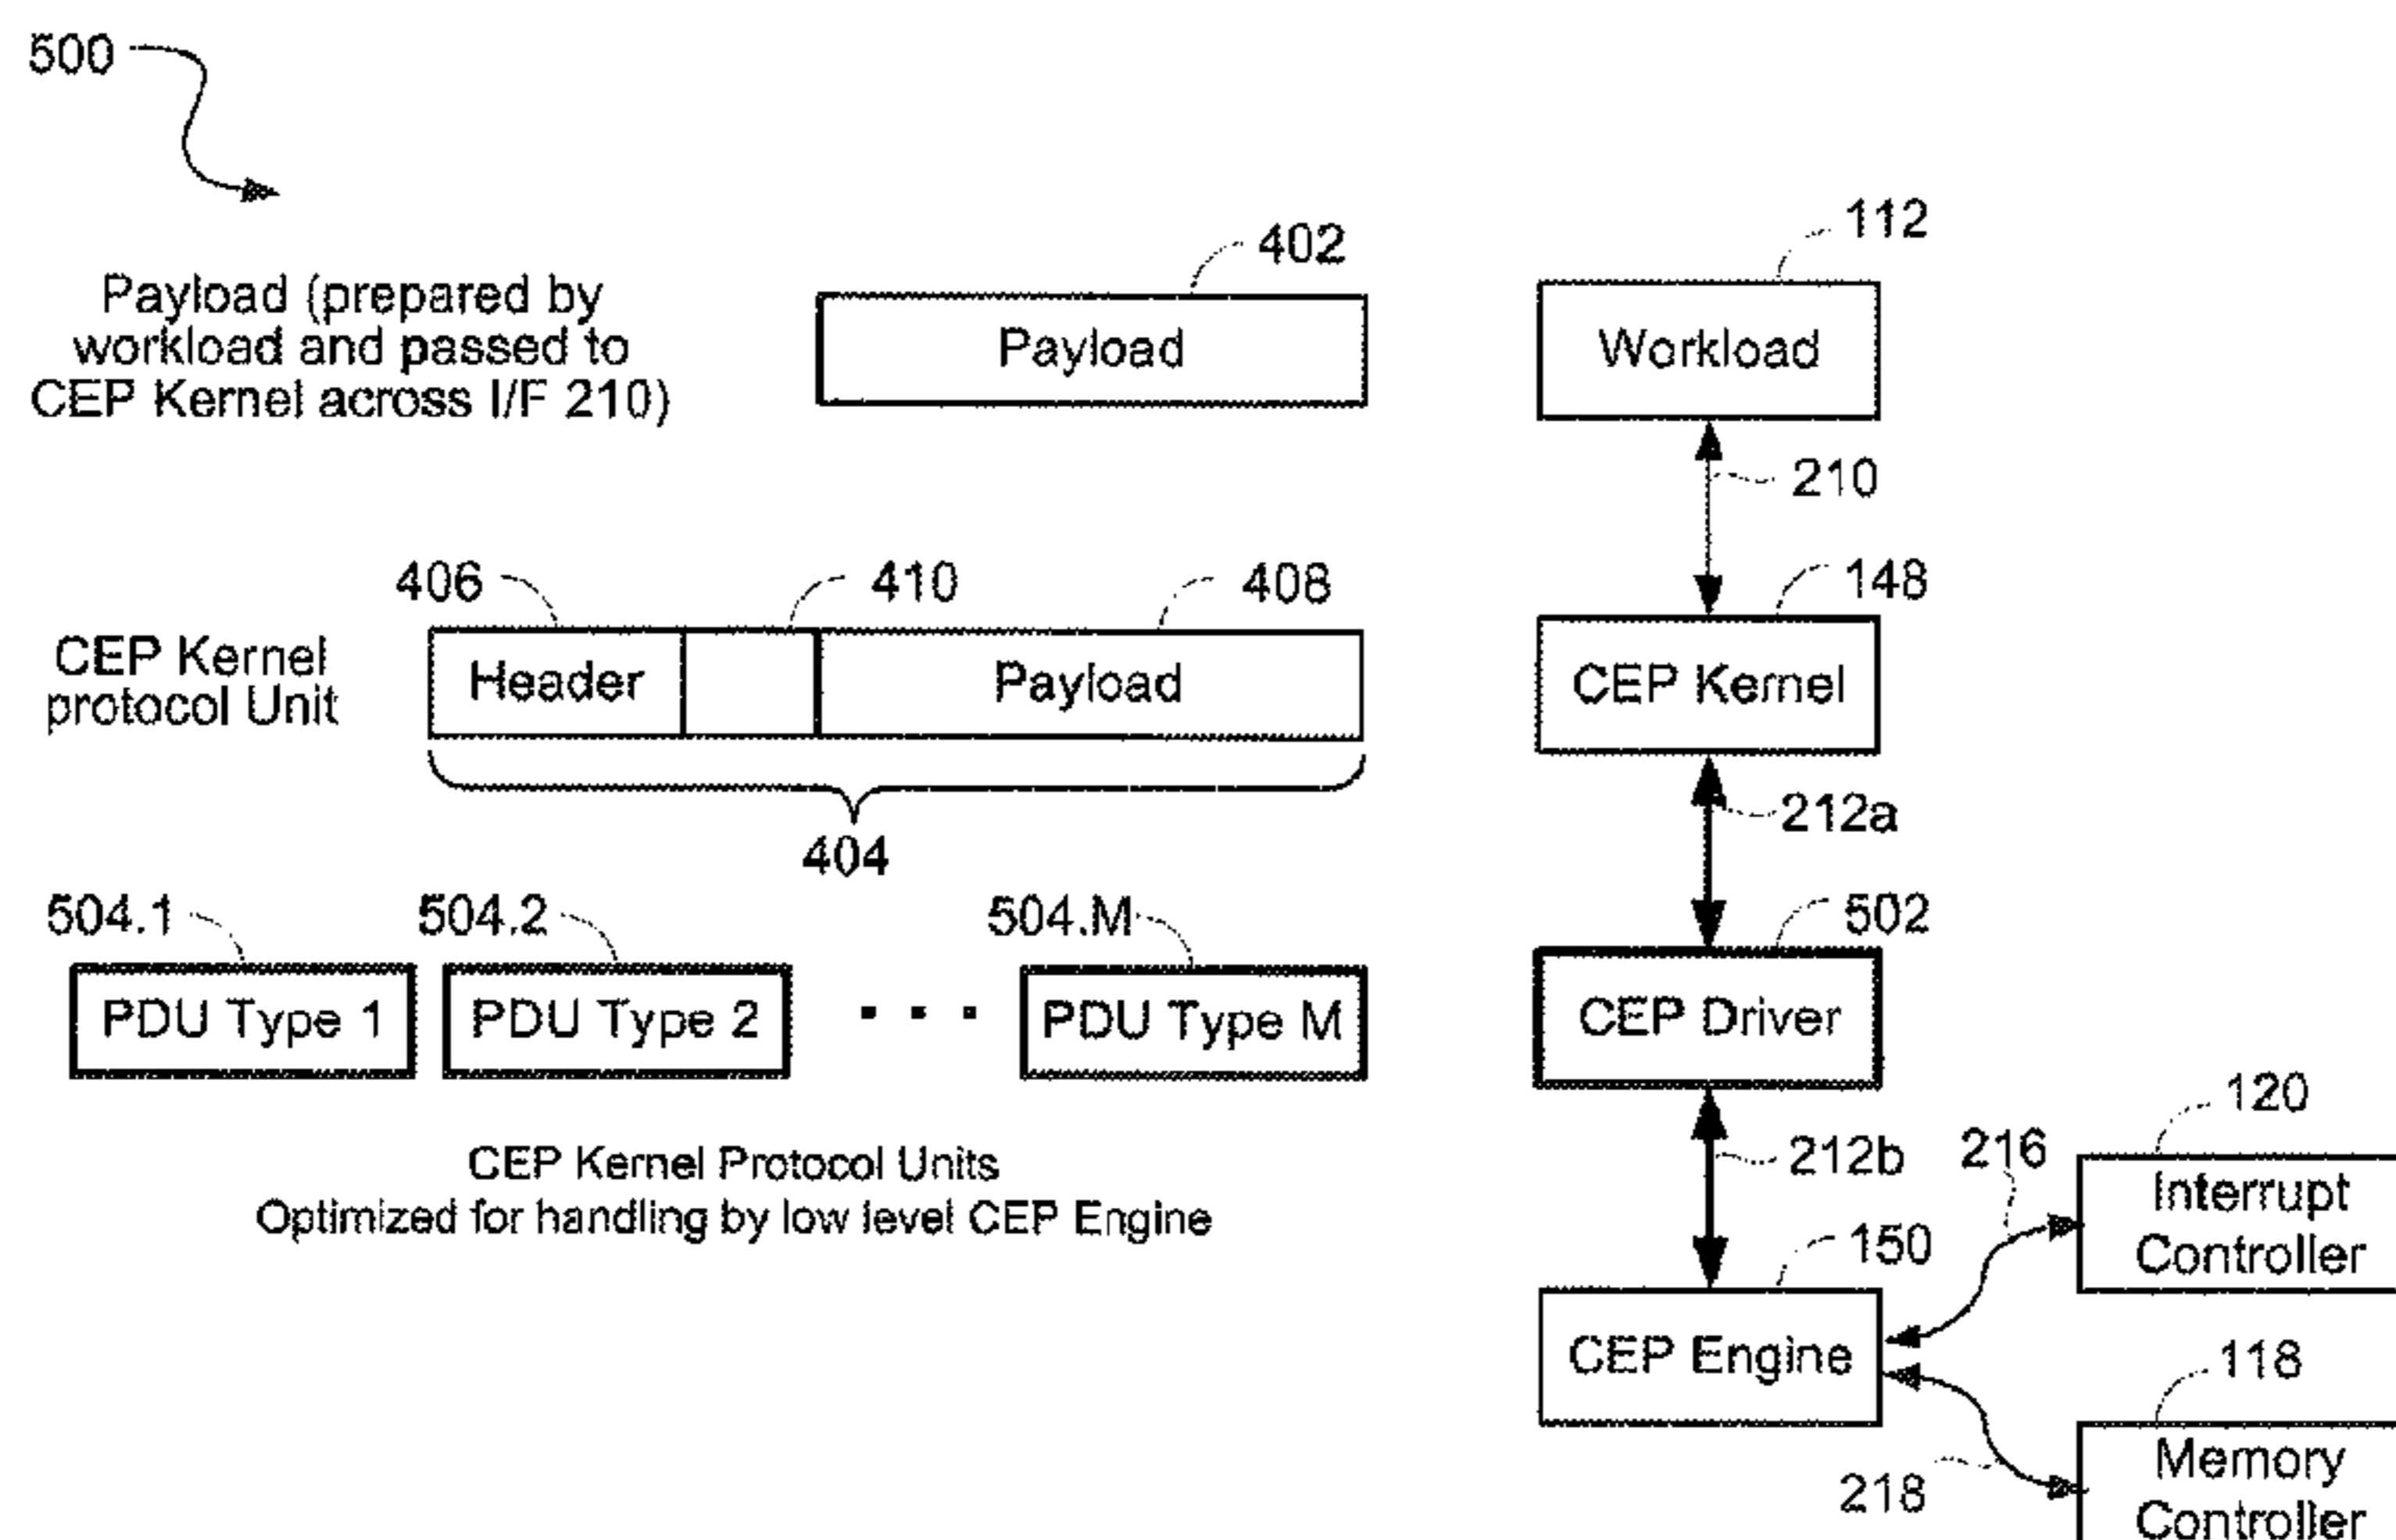 500
402
112
Payload (prepared by
workload and passed to
CEP Kernel across I/F 210)
Payload
Workload
210
406
410
408
148
CEP Kernel
protocol Unit
Header
Payload
CEP Kernel
212a
404
504.1
504.2
504.M
502
PDU Type 1
PDU Type 2
. . .
PDU Type M
CEP Driver
120
CEP Kernel Protocol Units
Optimized for handling by low level CEP Engine
212b
216
Interrupt
Controller
150
CEP Engine
118
218
Memory
Controller